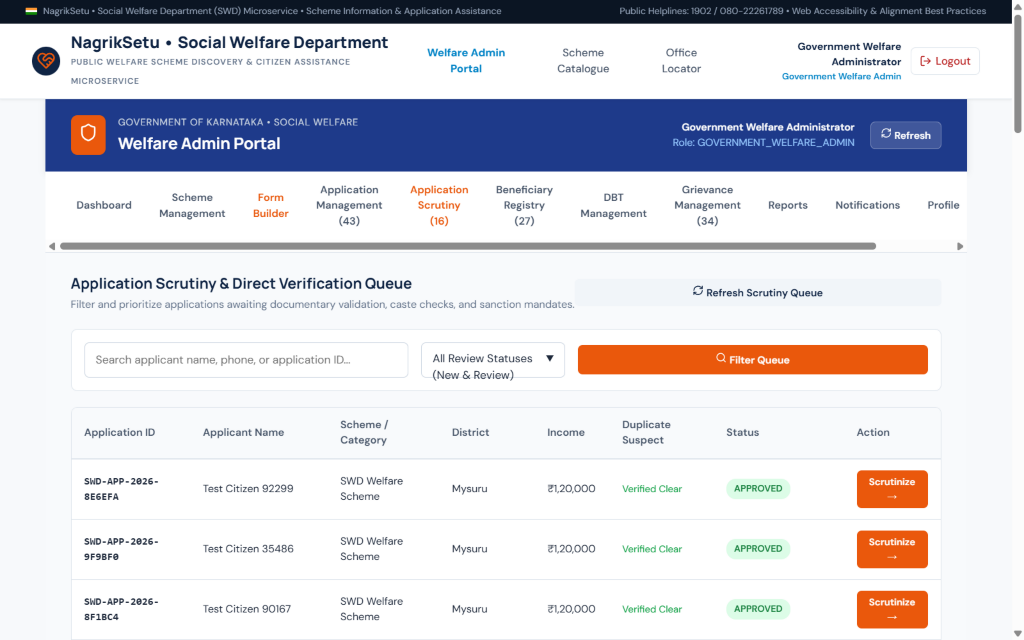 NagrikSetu • Social Welfare Department (SWD) Microservice • Scheme Information & Application Assistance
Public Helplines: 1902 / 080-22261789 • Web Accessibility & Alignment Best Practices
NagrikSetu • Social Welfare Department
PUBLIC WELFARE SCHEME DISCOVERY & CITIZEN ASSISTANCE
MICROSERVICE
Welfare Admin
Portal
Scheme
Catalogue
Office
Locator
Government Welfare
Administrator
Government Welfare Admin
Logout
GOVERNMENT OF KARNATAKA • SOCIAL WELFARE
Welfare Admin Portal
Government Welfare Administrator
Role: GOVERNMENT_WELFARE_ADMIN
Refresh
Dashboard
Scheme
Management
Form
Builder
Application
Management
(43)
Application
Scrutiny
(16)
Beneficiary
Registry
(27)
DBT
Management
Grievance
Management
(34)
Reports
Notifications
Profile
Application Scrutiny & Direct Verification Queue
Filter and prioritize applications awaiting documentary validation, caste checks, and sanction mandates.
Refresh Scrutiny Queue
Search applicant name, phone, or application ID...
All Review Statuses
(New & Review)
▼
Filter Queue
Application ID
Applicant Name
Scheme /
Category
District
Income
Duplicate
Suspect
Status
Action
SWD-APP-2026-
8E6EFA
Test Citizen 92299
SWD Welfare
Scheme
Mysuru
₹1,20,000
Verified Clear
APPROVED
Scrutinize
→
SWD-APP-2026-
9F9BF0
Test Citizen 35486
SWD Welfare
Scheme
Mysuru
₹1,20,000
Verified Clear
APPROVED
Scrutinize
→
SWD-APP-2026-
8F1BC4
Test Citizen 90167
SWD Welfare
Scheme
Mysuru
₹1,20,000
Verified Clear
APPROVED
Scrutinize
→